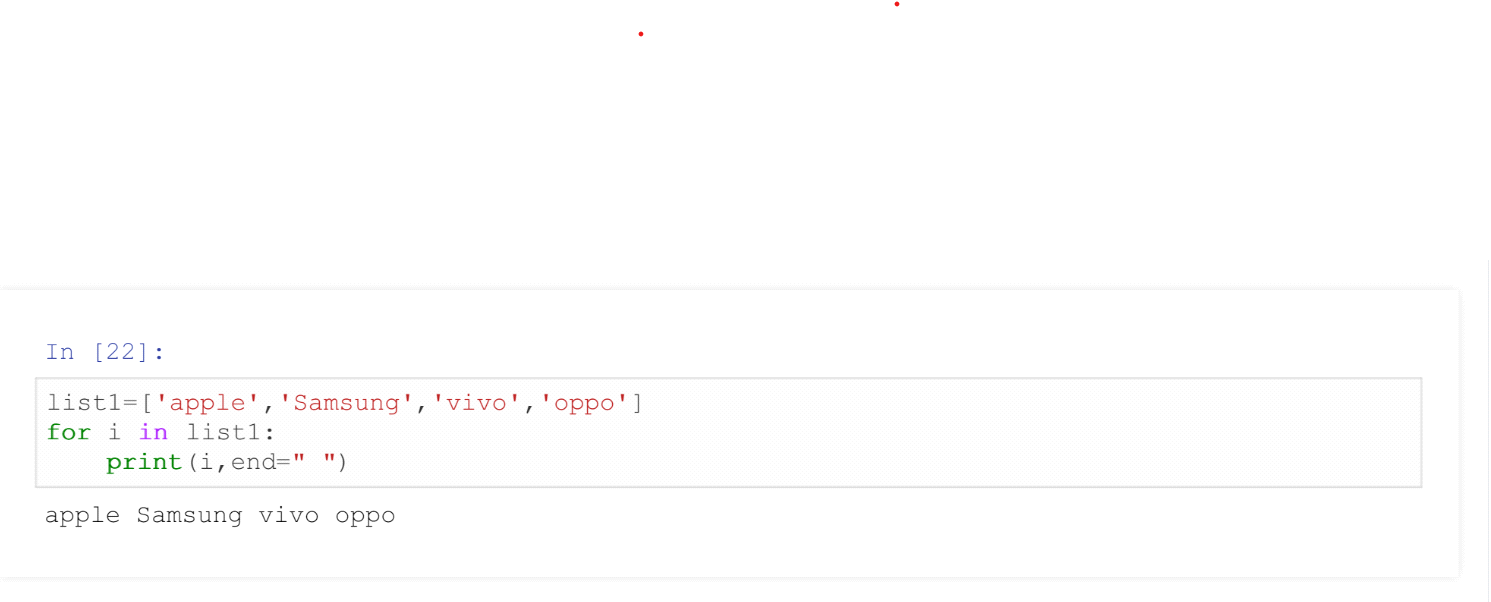 In [22]:
list1=['apple','Samsung','vivo','oppo']
for i in list1:
    print(i,end=" ")
apple Samsung vivo oppo